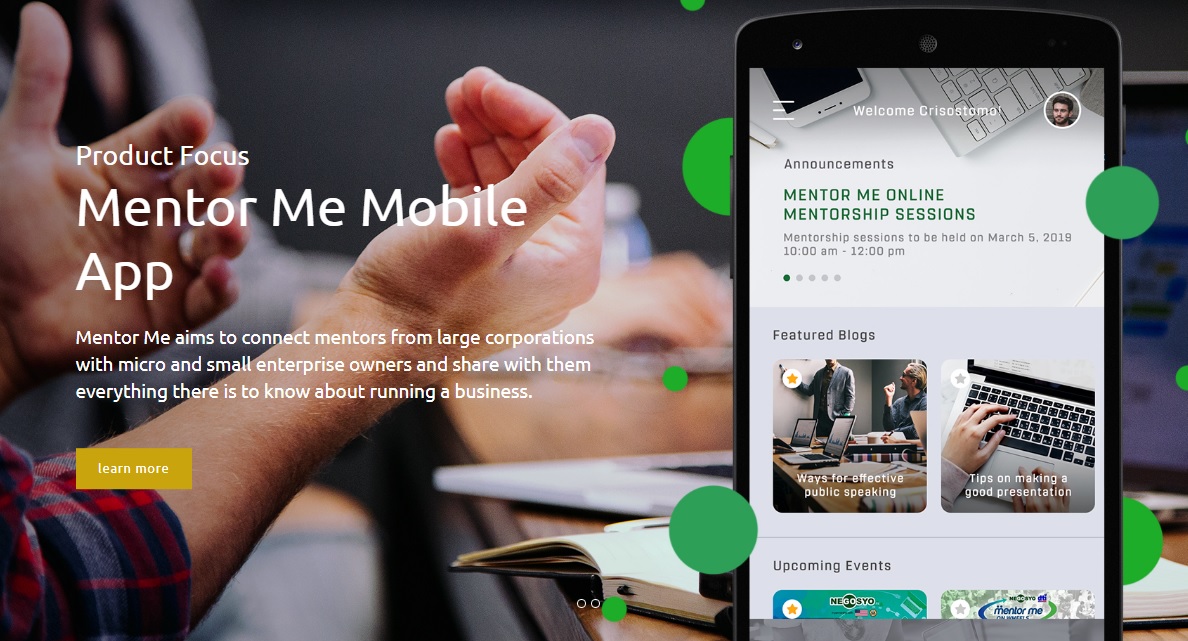 Product Focus
Mentor Me Mobile
App
Mentor Me aims to connect mentors from large corporations
with micro and small enterprise owners and share with them
everything there is to know about running a business.
learn more
Welcome Crisostomo!
Announcements
MENTOR ME ONLINE
MENTORSHIP SESSIONS
Mentorship sessions to be held on March 5, 2019
10:00 am - 12:00 pm
Featured Blogs
Ways for effective
public speaking
Tips on making a
good presentation
Upcoming Events
NEGOSYO
NEGOSYO
mentor me
ON WHEELS